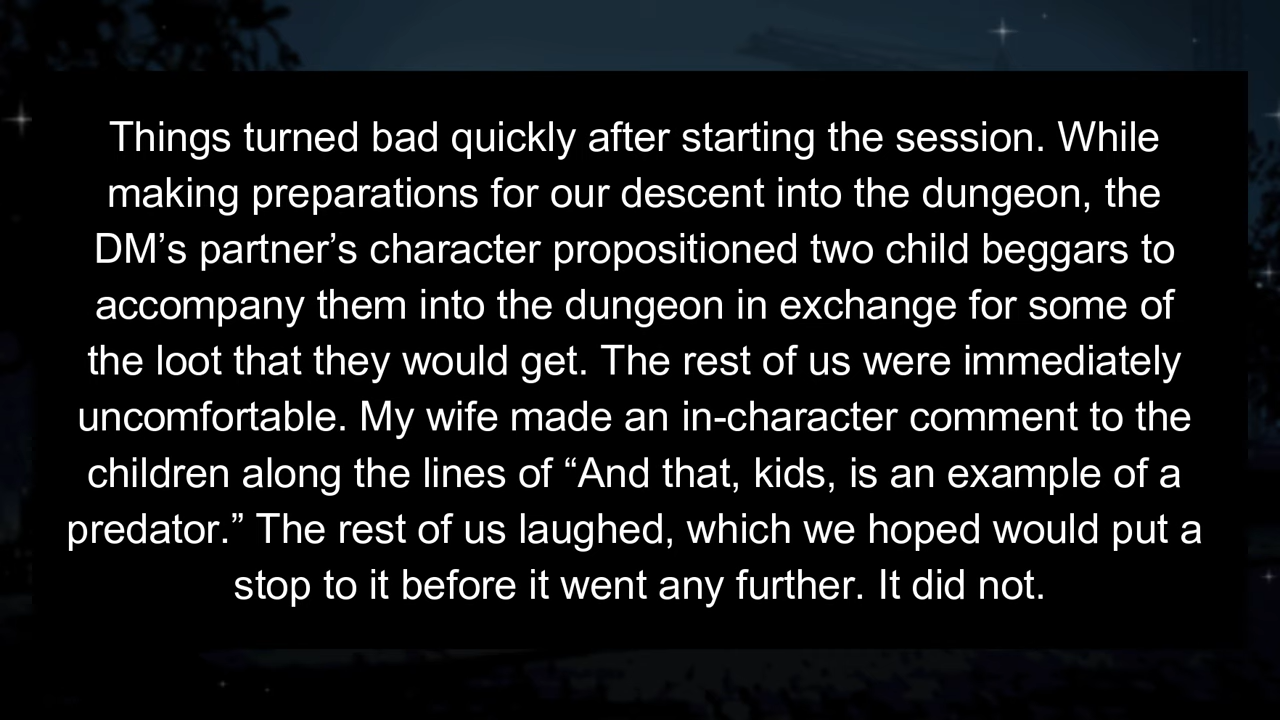 Things turned bad quickly after starting the session. While
making preparations for our descent into the dungeon, the
DM’s partner’s character propositioned two child beggars to
accompany them into the dungeon in exchange for some of
the loot that they would get. The rest of us were immediately
uncomfortable. My wife made an in-character comment to the
children along the lines of “And that, kids, is an example of a
predator.” The rest of us laughed, which we hoped would put a
stop to it before it went any further. It did not.